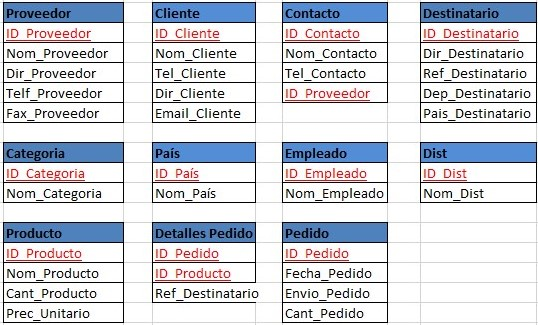 Proveedor
ID_Proveedor
Nom_Proveedor
Dir_Proveedor
Telf_Proveedor
Fax_Proveedor
Cliente
ID_Cliente
Nom_Cliente
Tel_Cliente
Dir_Cliente
Email_Cliente
Contacto
ID_Contacto
Nom_Contacto
Tel_Contacto
ID_Proveedor
Destinatario
ID_Destinatario
Dir_Destinatario
Ref_Destinatario
Dep_Destinatario
Pais_Destinatario
Categoria
ID_Categoria
Nom_Categoria
País
ID_País
Nom_País
Empleado
ID_Empleado
Nom_Empleado
Dist
ID_Dist
Nom_Dist
Producto
ID_Producto
Nom_Producto
Cant_Producto
Prec_Unitario
Detalles Pedido
ID_Pedido
ID_Producto
Ref_Destinatario
Pedido
ID_Pedido
Fecha_Pedido
Envio_Pedido
Cant_Pedido